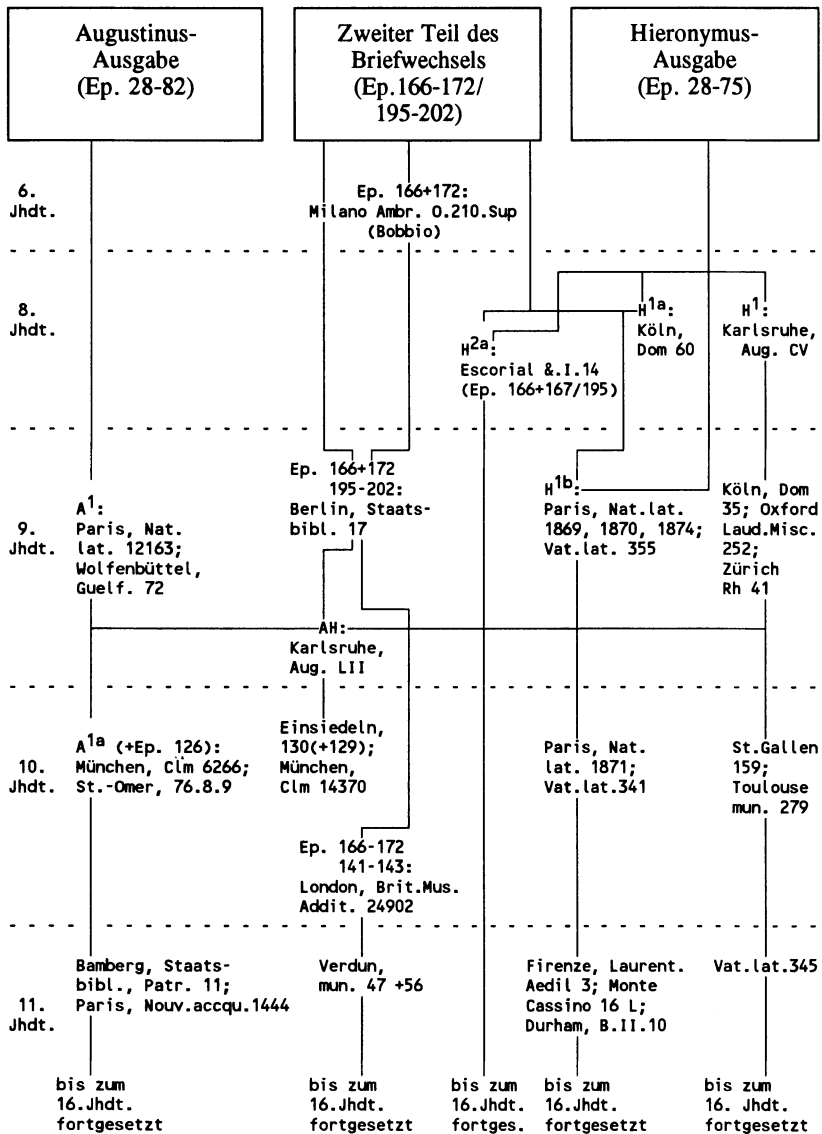 Augustinus-
Ausgabe
(Ep. 28-82)
Zweiter Teil des
Briefwechsels
(Ep.166-172/
195-202)
Hieronymus-
Ausgabe
(Ep. 28-75)
6.
Jhdt.
Ep. 166+172:
Milano Ambr. O.210.Sup
(Bobbio)
8.
Jhdt.
H2a:
Escorial &.I.14
(Ep. 166+167/195)
H1a:
Köln,
Dom 60
H1:
Karlsruhe,
Aug. CV
9.
Jhdt.
A1:
Paris, Nat.
lat. 12163;
Wolfenbüttel,
Guelf. 72
Ep. 166+172
195-202:
Berlin, Staats-
bibl. 17
H1b:
Paris, Nat.lat.
1869, 1870, 1874;
Vat.lat. 355
Köln, Dom
35; Oxford
Laud.Misc.
252;
Zürich
Rh 41
AH:
Karlsruhe,
Aug. LII
10.
Jhdt.
A1a (+Ep. 126):
München, Clm 6266;
St.-Omer, 76.8.9
Einsiedeln,
130(+129);
München,
Clm 14370
Paris, Nat.
lat. 1871;
Vat.lat.341
St.Gallen
159;
Toulouse
mun. 279
Ep. 166-172
141-143:
London, Brit.Mus.
Addit. 24902
11.
Jhdt.
Bamberg, Staats-
bibl., Patr. 11;
Paris, Nouv.accqu.1444
Verdun,
mun. 47 +56
Firenze, Laurent.
Aedil 3; Monte
Cassino 16 L;
Durham, B.II.10
Vat.lat.345
bis zum
16.Jhdt.
fortgesetzt
bis zum
16.Jhdt.
fortgesetzt
bis zum
16.Jhdt.
fortges.
bis zum
16.Jhdt.
fortgesetzt
bis zum
16. Jhdt.
fortgesetzt